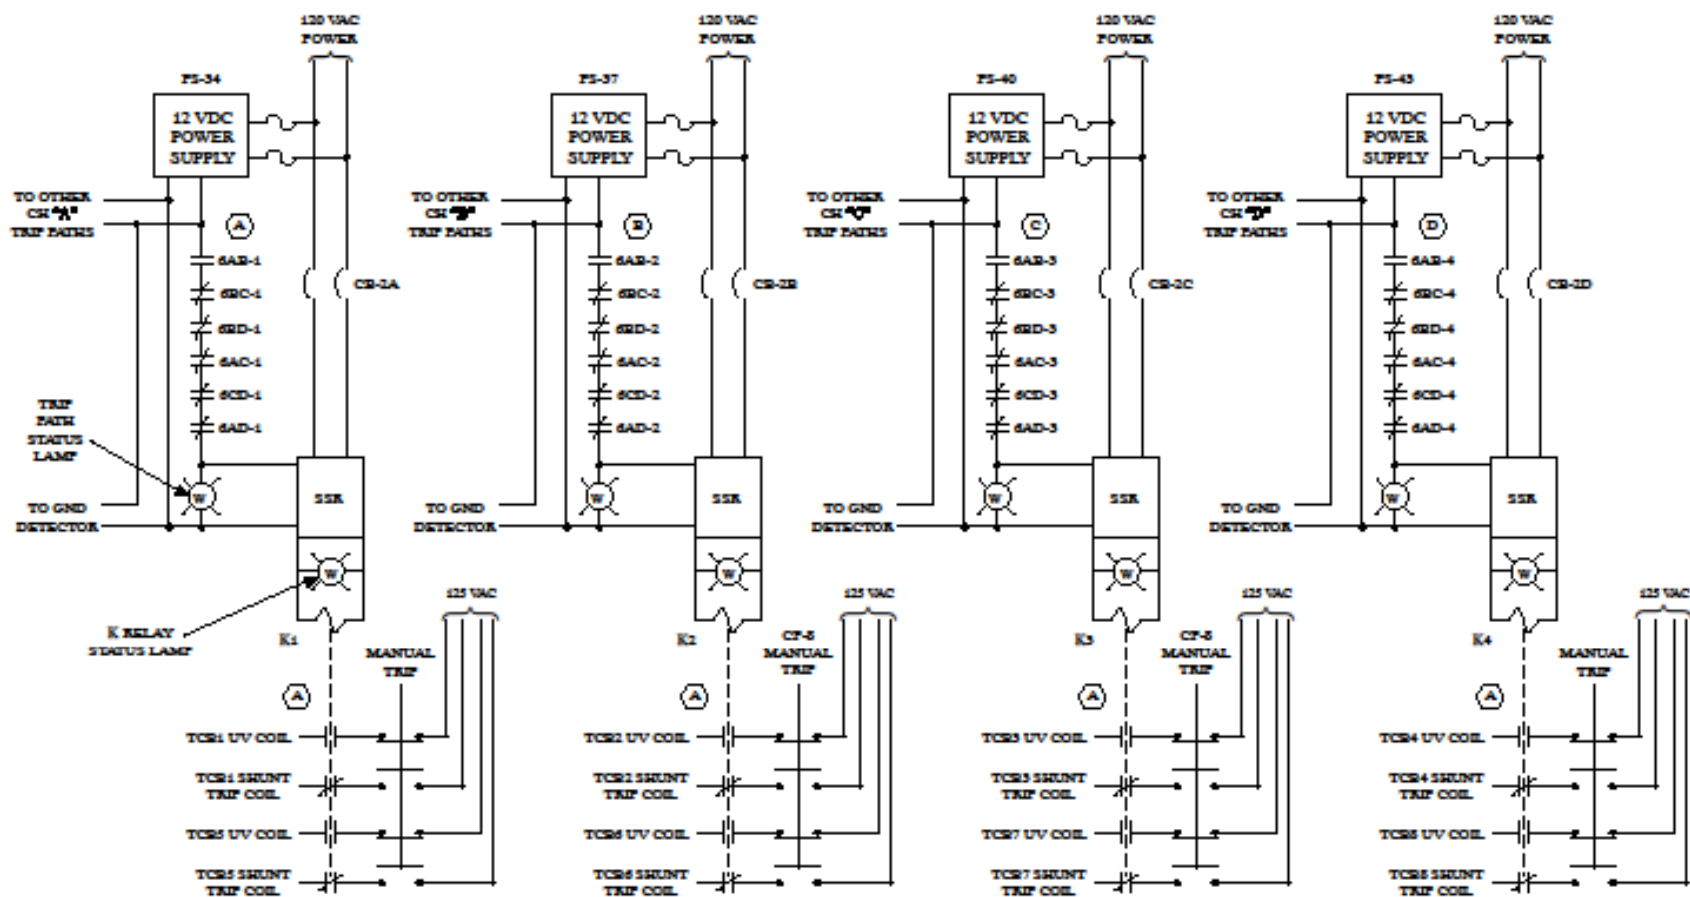 120 VAC
POWER
120 VAC
POWER
120 VAC
POWER
120 VAC
POWER
PS-34
PS-37
PS-40
PS-43
12 VDC
POWER
SUPPLY
12 VDC
POWER
SUPPLY
12 VDC
POWER
SUPPLY
12 VDC
POWER
SUPPLY
TO OTHER
CH "A"
TRIP PATHS
TO OTHER
CH "B"
TRIP PATHS
TO OTHER
CH "C"
TRIP PATHS
TO OTHER
CH "D"
TRIP PATHS
A
B
C
D
6AB-1
6BC-1
6BD-1
6AC-1
6CD-1
6AD-1
CB-2A
6AB-2
6BC-2
6BD-2
6AC-2
6CD-2
6AD-2
CB-2B
6AB-3
6BC-3
6BD-3
6AC-3
6CD-3
6AD-3
CB-2C
6AB-4
6BC-4
6BD-4
6AC-4
6CD-4
6AD-4
CB-2D
TRIP
PATH
STATUS
LAMP
W
SSR
W
SSR
W
SSR
W
SSR
TO GND
DETECTOR
TO GND
DETECTOR
TO GND
DETECTOR
TO GND
DETECTOR
W
W
W
W
K RELAY
STATUS LAMP
K1
K2
K3
K4
125 VAC
125 VAC
125 VAC
125 VAC
MANUAL
TRIP
CP-8
MANUAL
TRIP
CP-8
MANUAL
TRIP
MANUAL
TRIP
A
A
A
A
TCB1 UV COIL
TCB1 SHUNT
TRIP COIL
TCB5 UV COIL
TCB5 SHUNT
TRIP COIL
TCB2 UV COIL
TCB2 SHUNT
TRIP COIL
TCB6 UV COIL
TCB6 SHUNT
TRIP COIL
TCB3 UV COIL
TCB3 SHUNT
TRIP COIL
TCB7 UV COIL
TCB7 SHUNT
TRIP COIL
TCB4 UV COIL
TCB4 SHUNT
TRIP COIL
TCB8 UV COIL
TCB8 SHUNT
TRIP COIL